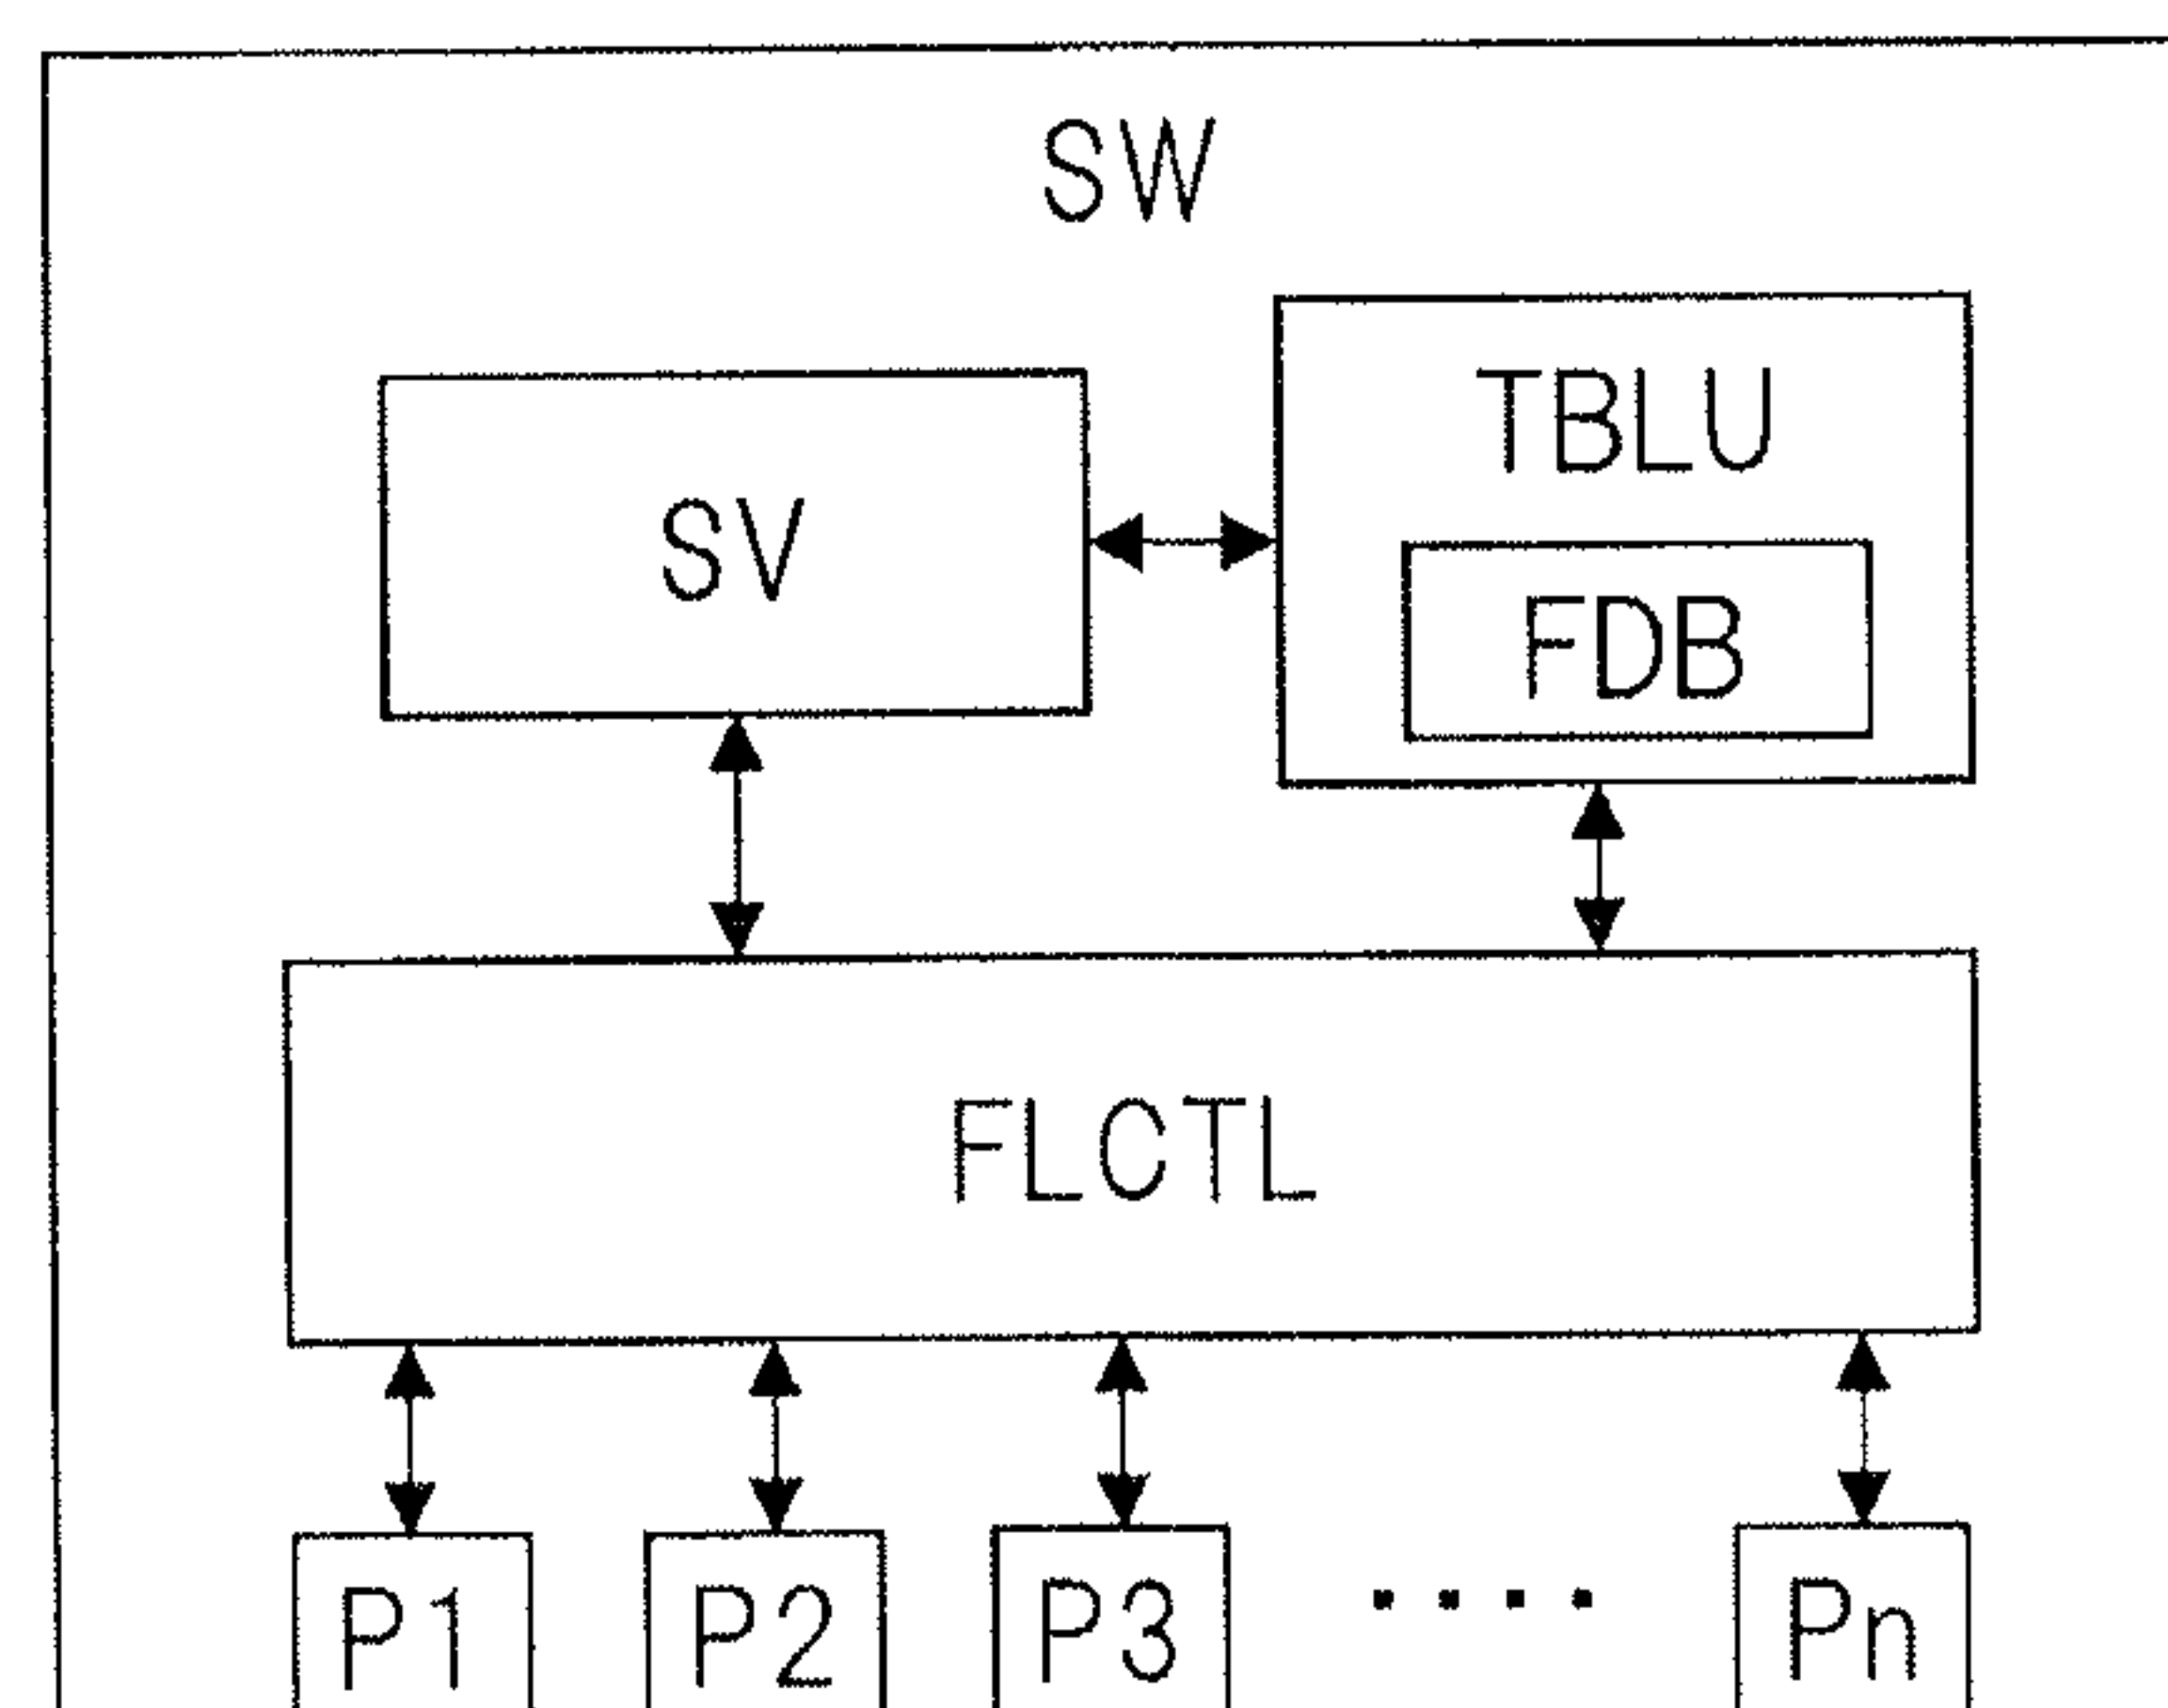 SW
TBLU
SV
FDB
FLCTL
P1 P2 P3 .... Pn